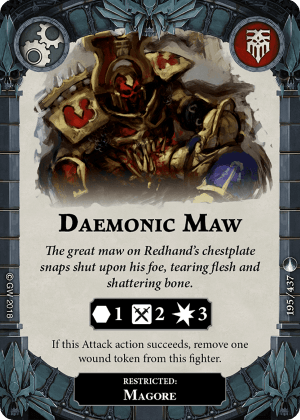 DAEMONIC MAW
The great maw on Redhand's chestplate
snaps shut upon his foe, tearing flesh and
shattering bone.
1 2 3
If this Attack action succeeds, remove one
wound token from this fighter.
RESTRICTED:
MAGORE
© GW 2018
195/437